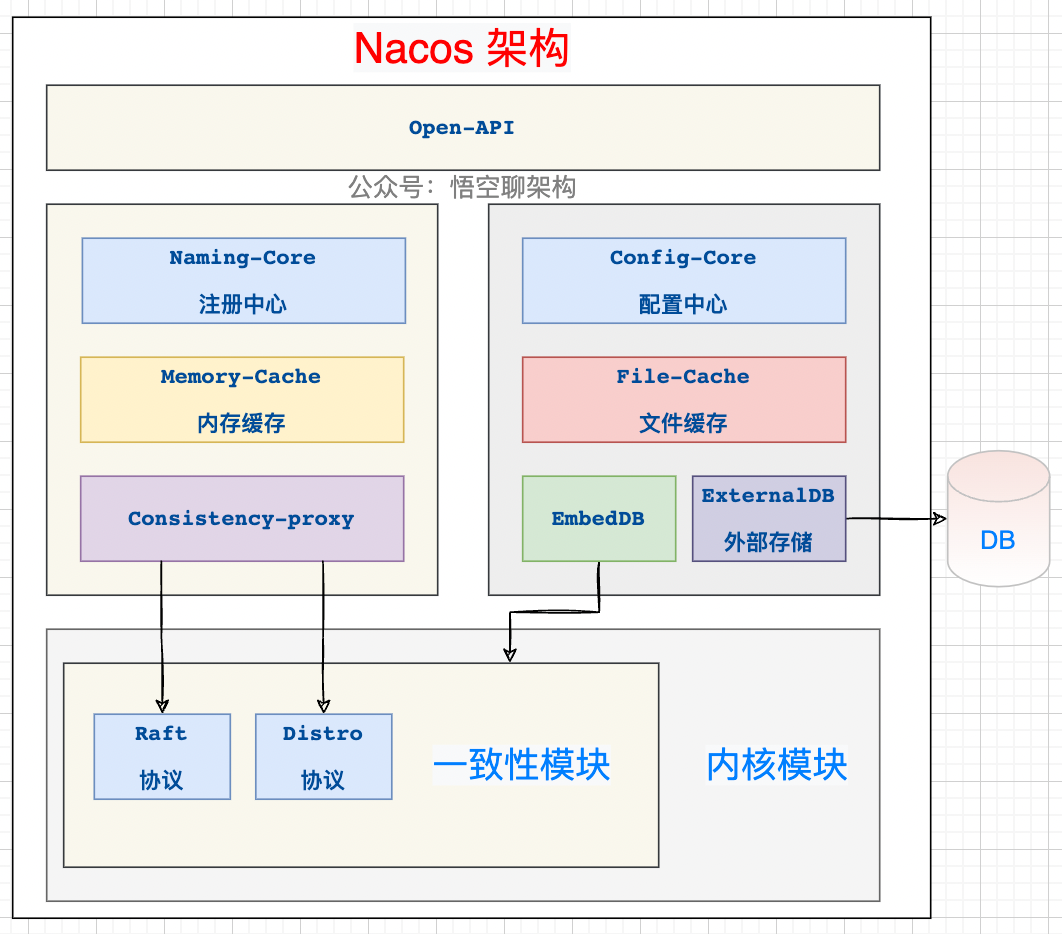 Nacos 架构
Open-API
公众号：悟空聊架构
Naming-Core
注册中心
Config-Core
配置中心
Memory-Cache
内存缓存
File-Cache
文件缓存
Consistency-proxy
EmbedDB
ExternalDB
外部存储
DB
Raft
协议
Distro
协议
一致性模块
内核模块